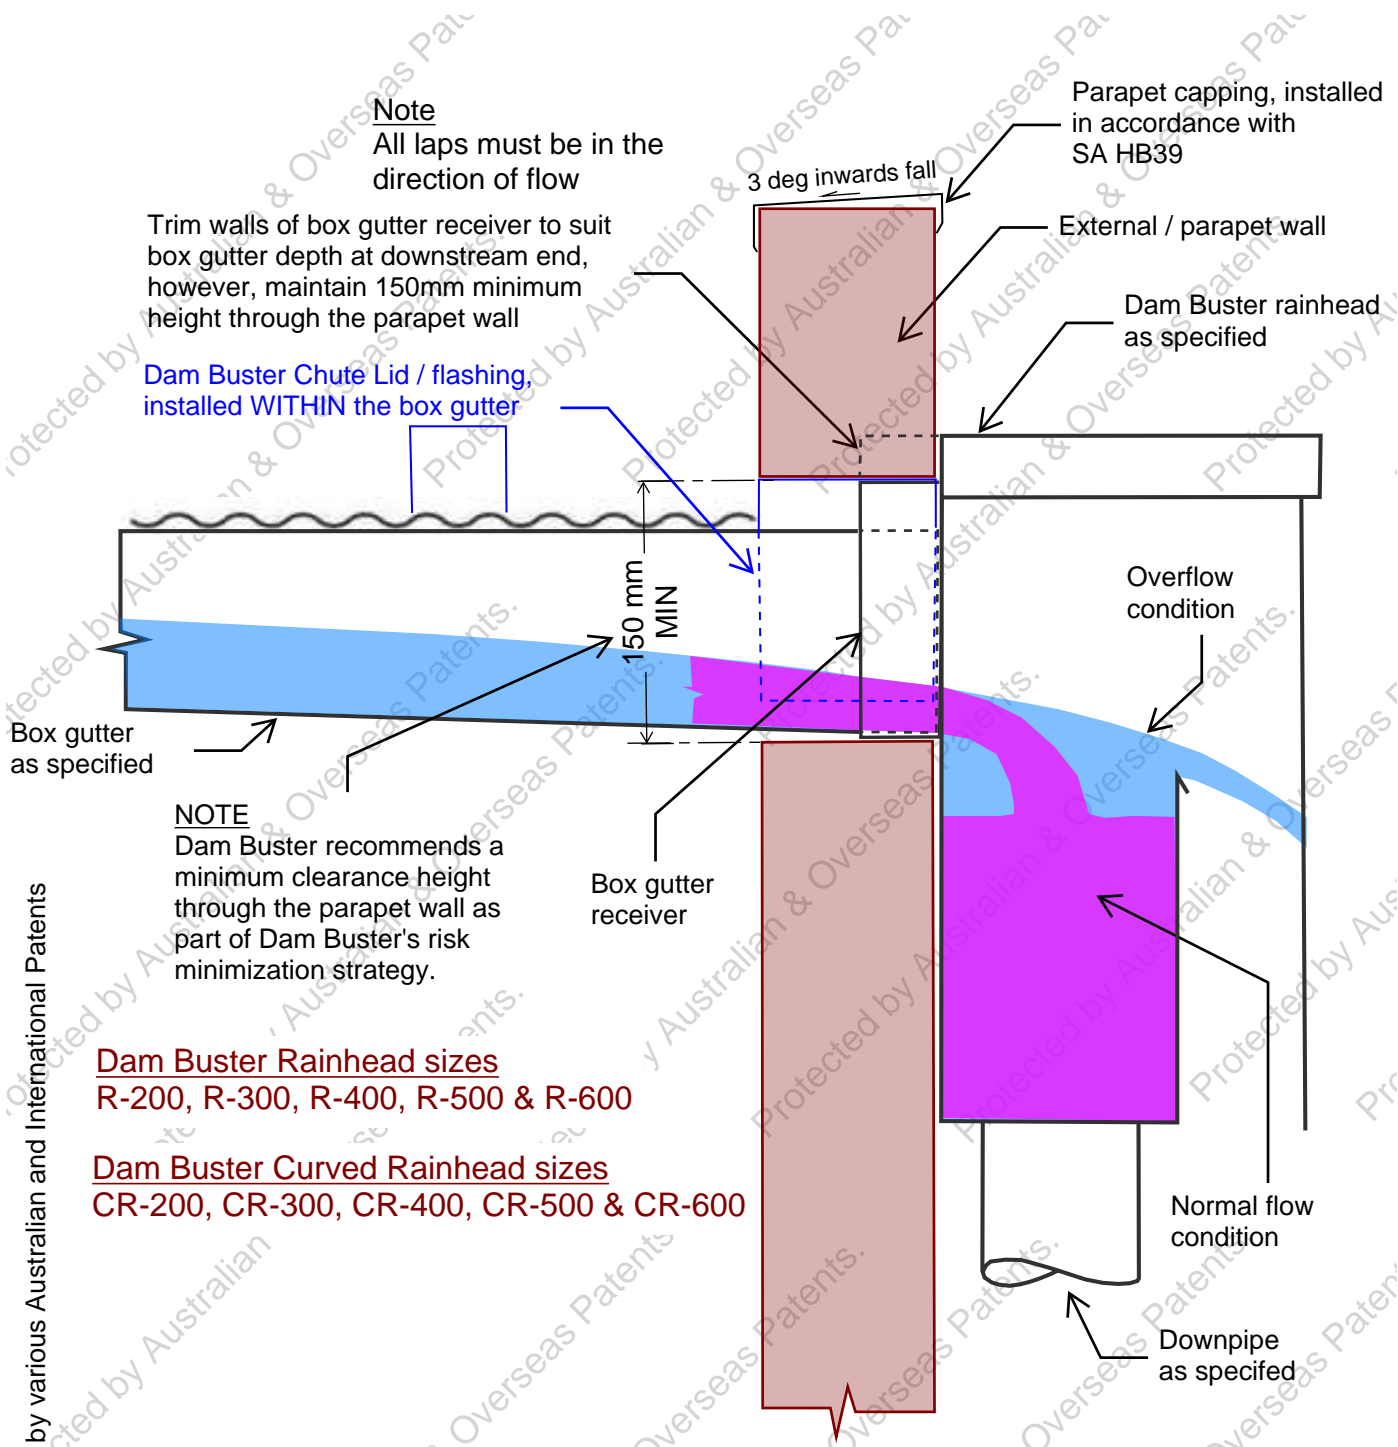 Note
All laps must be in the
direction of flow
Parapet capping, installed
in accordance with
SA HB39
3 deg inwards fall
Trim walls of box gutter receiver to suit
box gutter depth at downstream end,
however, maintain 150mm minimum
height through the parapet wall
External / parapet wall
Dam Buster rainhead
as specified
Dam Buster Chute Lid / flashing,
installed WITHIN the box gutter
150 mm
MIN
Overflow
condition
Box gutter
as specified
NOTE
Dam Buster recommends a
minimum clearance height
through the parapet wall as
part of Dam Buster's risk
minimization strategy.
Box gutter
receiver
Dam Buster Rainhead sizes
R-200, R-300, R-400, R-500 & R-600
Dam Buster Curved Rainhead sizes
CR-200, CR-300, CR-400, CR-500 & CR-600
Normal flow
condition
Downpipe
as specifed
by various Australian and International Patents
Protected by Australian & Overseas Patents.